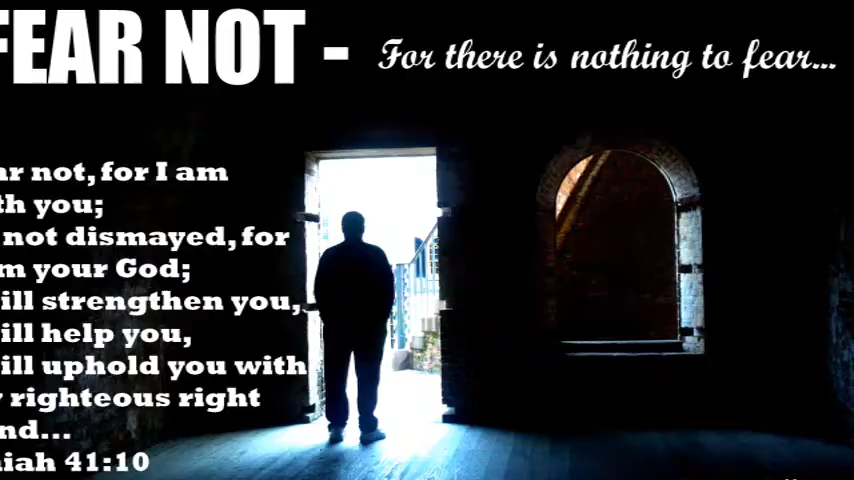 FEAR NOT - For there is nothing to fear...
ar not, for I am
th you;
not dismayed, for
m your God;
ill strengthen you,
ill help you,
ill uphold you with
righteous right
nd...
iah 41:10